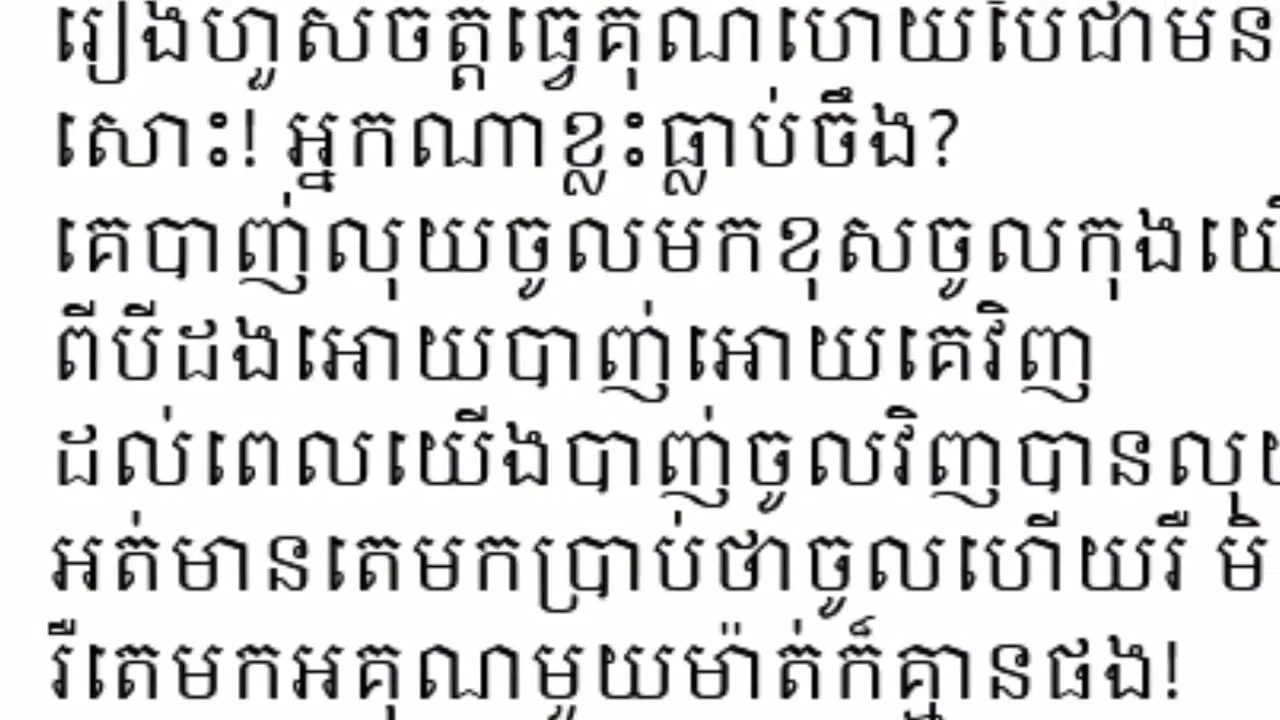 រឿងហួសចត្តធ្វើគុណហើយបែជាមន
សោះ! អ្នកណាខ្លះធ្លាប់ចឹង?
គេបាញ់លុយចូលមកខុសចូលកុងយើ
ពីបីដងអោយបាញ់អោយគេវិញ
ដល់ពេលយើងបាញ់ចូលវិញបានលុយ
អត់មានគេមកប្រាប់ថាចូលហើយរឺ មិ
រឺគេមកអគុណមួយម៉ាត់ក៏គ្មានផង!